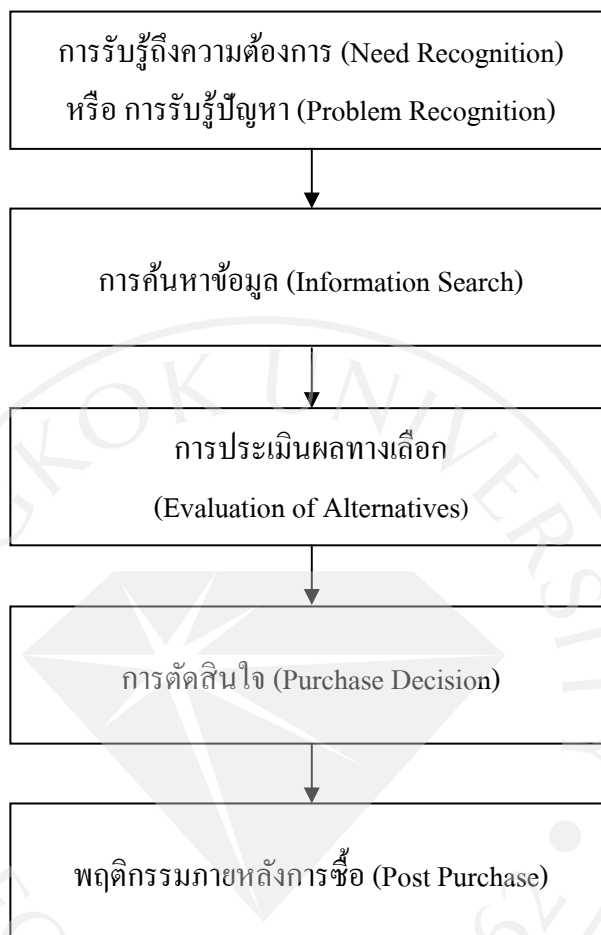 การรับรู้ถึงความต้องการ (Need Recognition)
หรือ การรับรู้ปัญหา (Problem Recognition)
การค้นหาข้อมูล (Information Search)
การประเมินผลทางเลือก
(Evaluation of Alternatives)
การตัดสินใจ (Purchase Decision)
พฤติกรรมภายหลังการซื้อ (Post Purchase)
GKOK UNIVERSITY